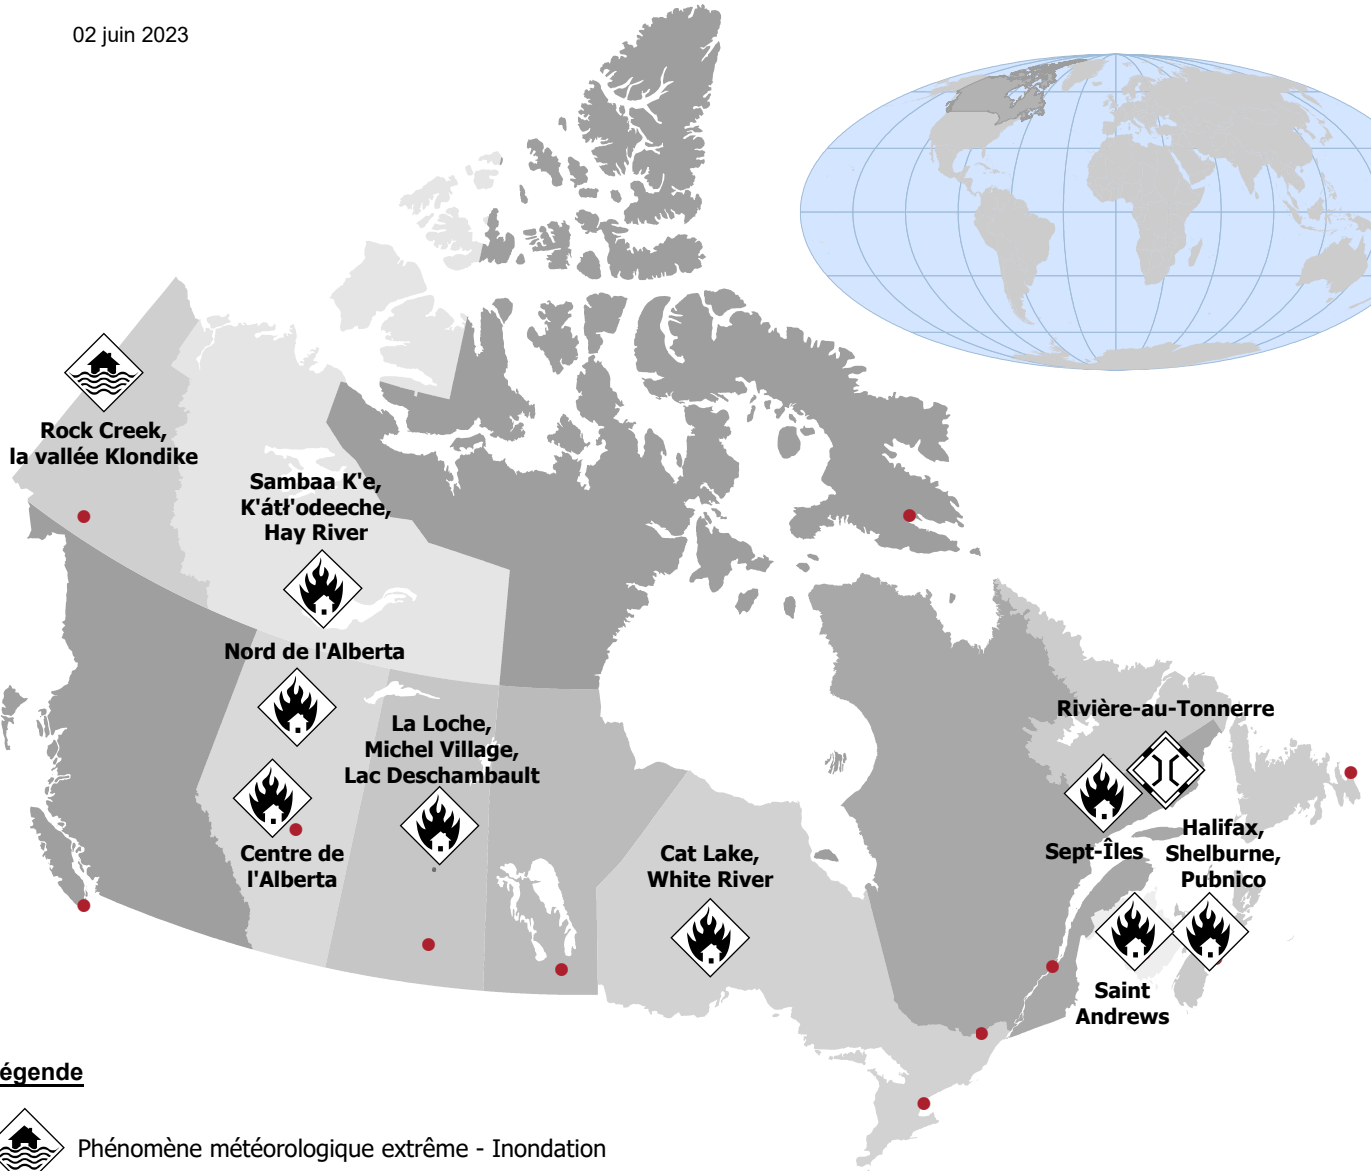 02 juin 2023
Rock Creek,
la vallée Klondike
Sambaa K'e,
K'átł'odeeche,
Hay River
Nord de l'Alberta
La Loche,
Michel Village,
Lac Deschambault
Centre de
l'Alberta
Cat Lake,
White River
Rivière-au-Tonnerre
Sept-Îles
Halifax,
Shelburne,
Pubnico
Saint
Andrews
égende
Phénomène météorologique extrême - Inondation